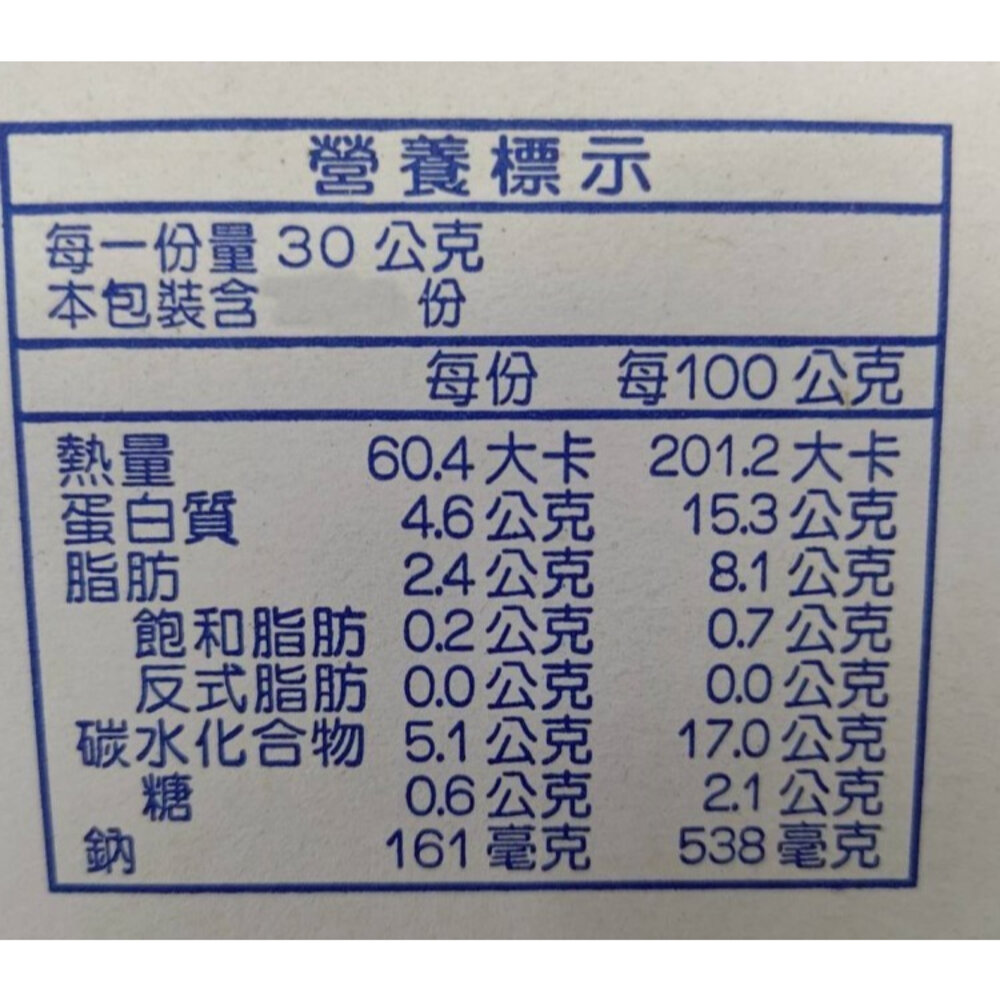 營養標示
每一份量 30 公克
本包裝含 份
每份 每100 公克
熱量 60.4 大卡 201.2 大卡
蛋白質 4.6 公克 15.3 公克
脂肪 2.4 公克 8.1 公克
飽和脂肪 0.2 公克 0.7 公克
反式脂肪 0.0 公克 0.0 公克
碳水化合物 5.1 公克 17.0 公克
糖 0.6 公克 2.1 公克
鈉 161 毫克 538 毫克